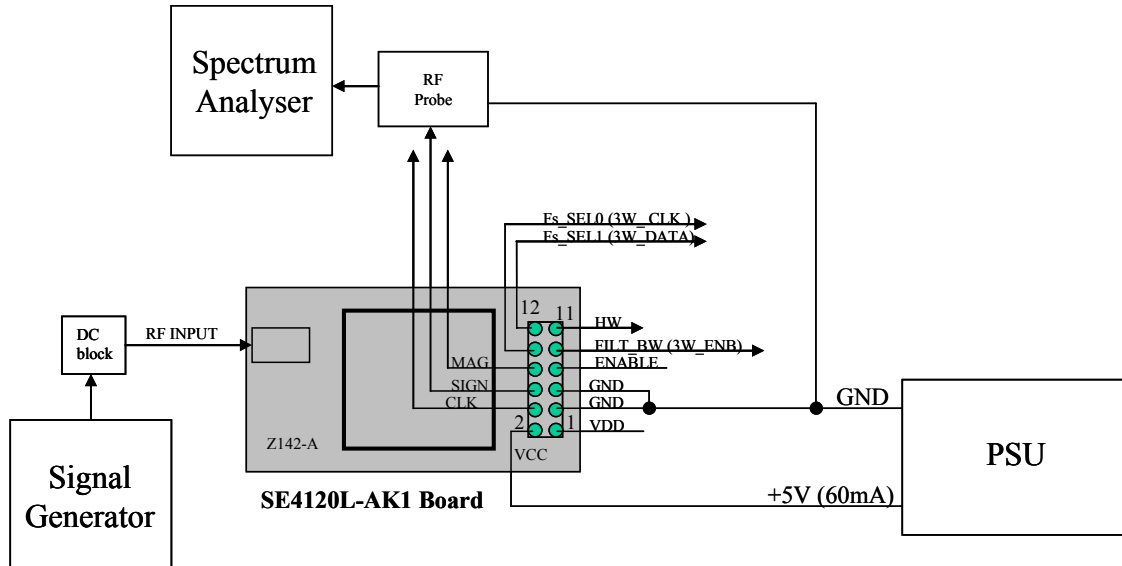 Spectrum
Analyser
RF
Probe
Fs_SEL0 (3W_CLK )
Fs_SEL1 (3W_DATA)
12
11
HW
DC
block
RF INPUT
FILT_BW (3W_ENB)
MAG
ENABLE
SIGN
GND
CLK
GND
GND
2
1
VDD
Z142-A
VCC
PSU
Signal
Generator
SE4120L-AK1 Board
+5V (60mA)